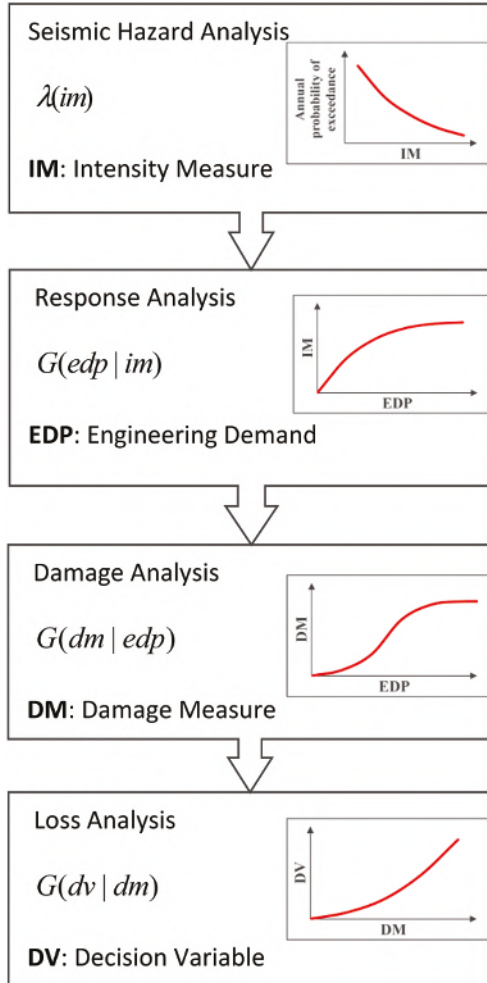 Seismic Hazard Analysis
λ(im)
IM: Intensity Measure
Annual
probability of
exceedance
IM
Response Analysis
G(edp | im)
EDP: Engineering Demand
IM
EDP
Damage Analysis
G(dm | edp)
DM: Damage Measure
DM
EDP
Loss Analysis
G(dv | dm)
DV: Decision Variable
DV
DM